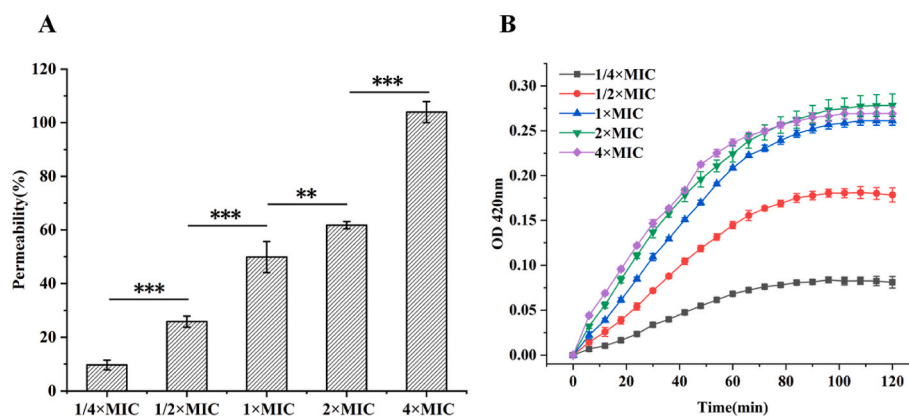 A
Permeability(%)
120
100
80
60
40
20
0
***
***
**
***
1/4×MIC 1/2×MIC 1×MIC 2×MIC 4×MIC
B
OD 420nm
0.30
0.25
0.20
0.15
0.10
0.05
0.00
1/4×MIC
1/2×MIC
1×MIC
2×MIC
4×MIC
0 20 40 60 80 100 120
Time(min)